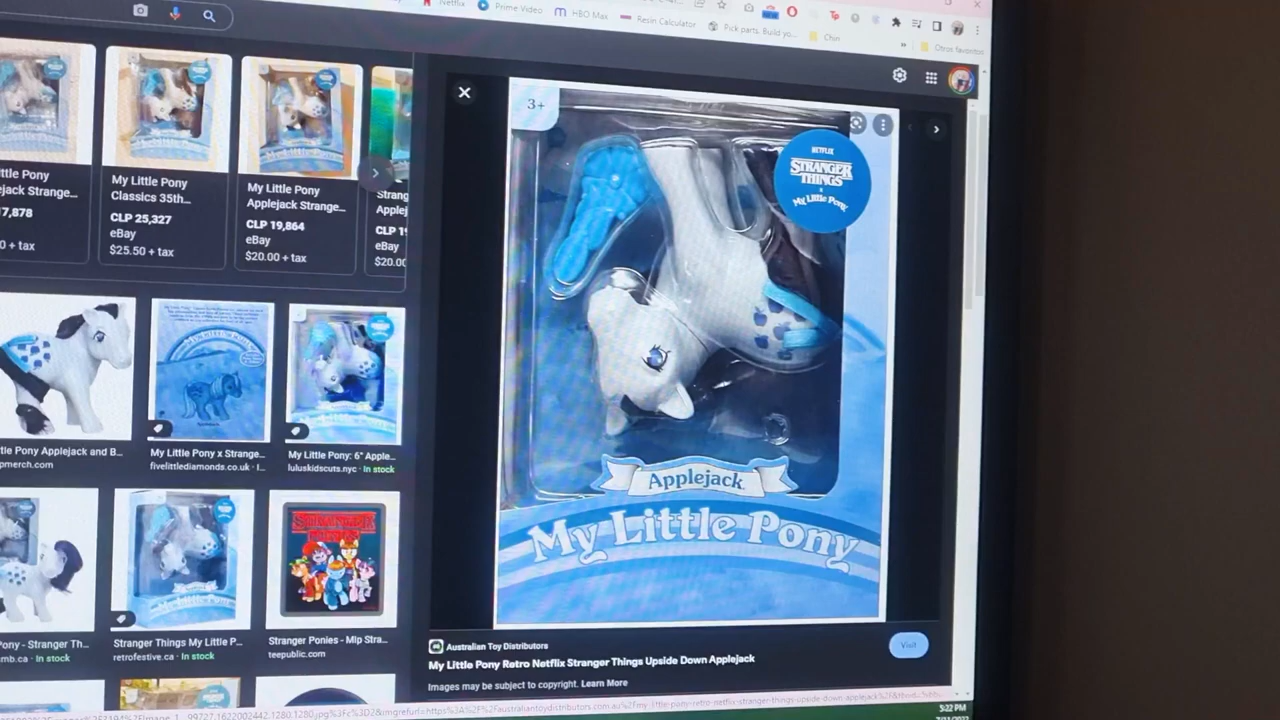 Netflix
Prime Video
HBO Max
Resin Calculator
Pick parts. Build yo...
Chin
Otros favoritos
Little Pony
ejack Strange...
7,878
0 + tax
My Little Pony
Classics 35th...
CLP 25,327
eBay
$25.50 + tax
My Little Pony
Applejack Strange...
CLP 19,864
eBay
$20.00 + tax
Strang
Applej
CLP 19
eBay
$20.00
3+
NETFLIX
STRANGER
THINGS
x
My Little Pony
Applejack
My Little Pony
tle Pony Applejack and B...
pmerch.com
My Little Pony x Strange...
fivelittlediamonds.co.uk · I...
My Little Pony: 6" Apple...
luluskidscuts.nyc · In stock
Pony - Stranger Th...
mb.ca · In stock
Stranger Things My Little P...
retrofestive.ca · In stock
Stranger Ponies - Mlp Stra...
teepublic.com
Australian Toy Distributors
My Little Pony Retro Netflix Stranger Things Upside Down Applejack
Images may be subject to copyright. Learn More
Visit
5:22 PM